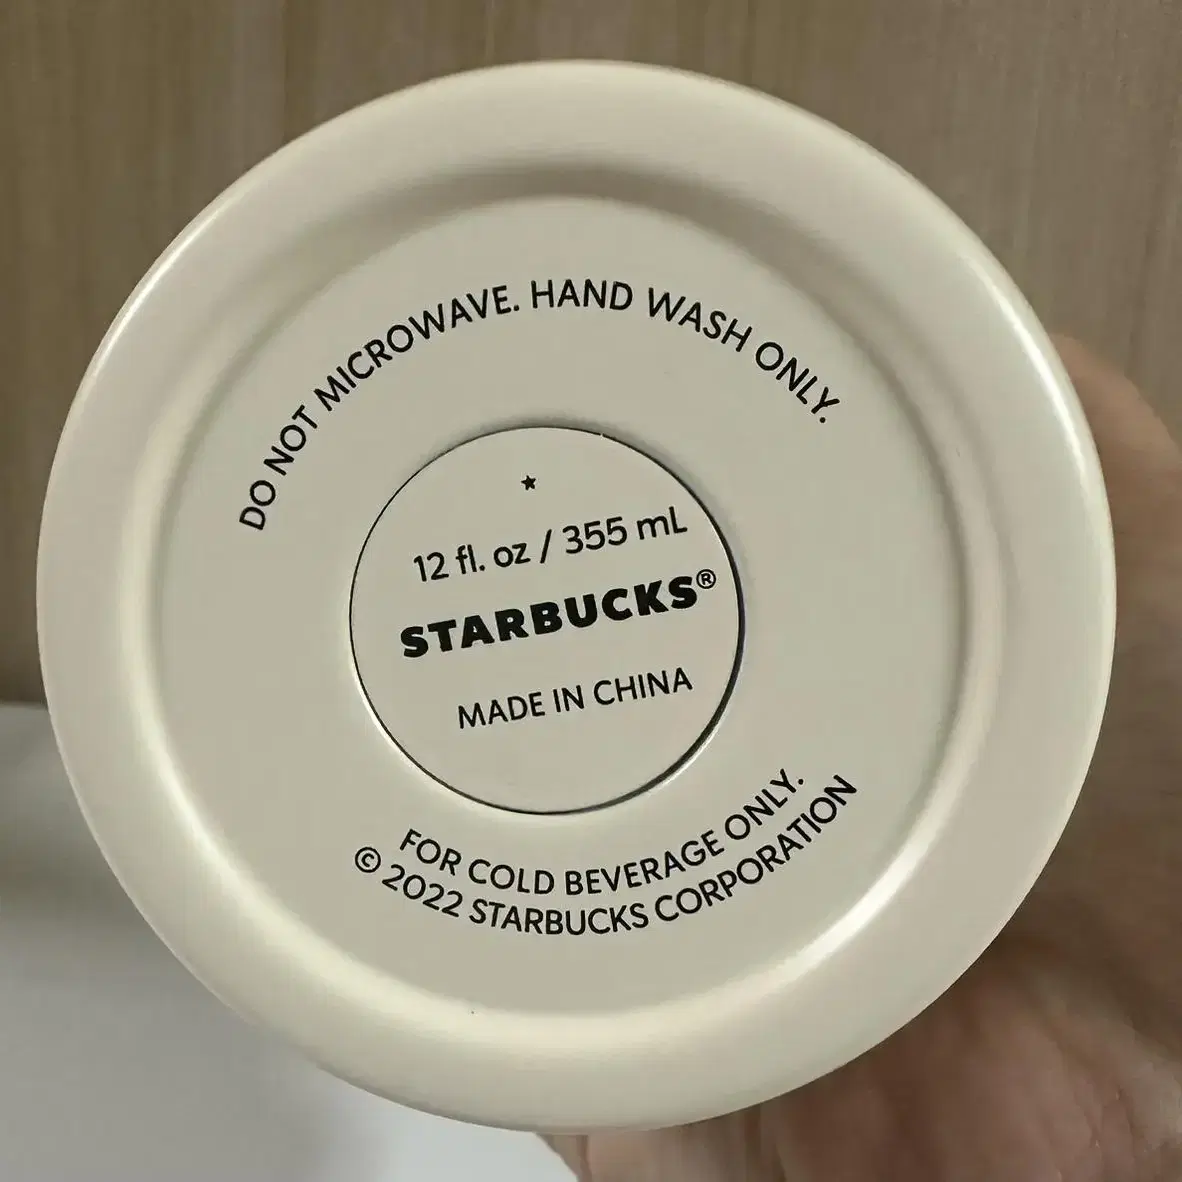 DO NOT MICROWAVE. HAND WASH ONLY.
12 fl. oz / 355 mL
STARBUCKS®
MADE IN CHINA
FOR COLD BEVERAGE ONLY.
© 2022 STARBUCKS CORPORATION